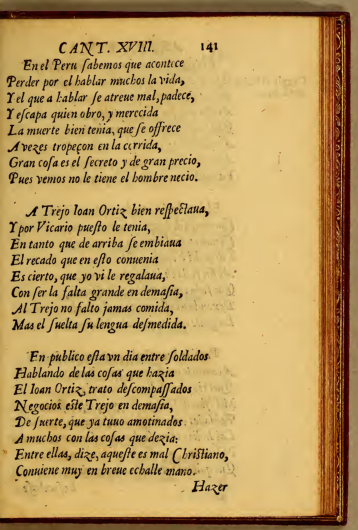 CANT. XVIII. 141
En el Peru ſabemos que acontece
Perder por el hablar muchos la vida,
Y el que a hablar ſe atreue mal, padece,
Y eſcapa quien obro, y merecida
La muerte bien tenia, que ſe offrece
A vezes tropeçon en la corrida,
Gran coſa es el ſecreto y de gran precio,
Pues vemos no le tiene el hombre necio.
A Trejo Ioan Ortiz bien reſpectaua,
Y por Vicario pueſto le tenia,
En tanto que de arriba ſe embiaua
El recado que en eſto conuenia
Es cierto, que yo vi le regalaua,
Con ſer la falta grande en demaſia,
Al Trejo no falto jamas comida,
Mas el ſuelta ſu lengua deſmedida.
En publico eſta vn dia entre ſoldados
Hablando de las coſas que hazia
El Ioan Ortiz, trato deſcompaſſados
Negocios eſte Trejo en demaſia,
De ſuerte, que ya tuuo amotinados
A muchos con las coſas que dezia:
Entre ellas, dize, aqueſte es mal Chriſtiano,
Conuiene muy en breue echalle mano.
Hazer